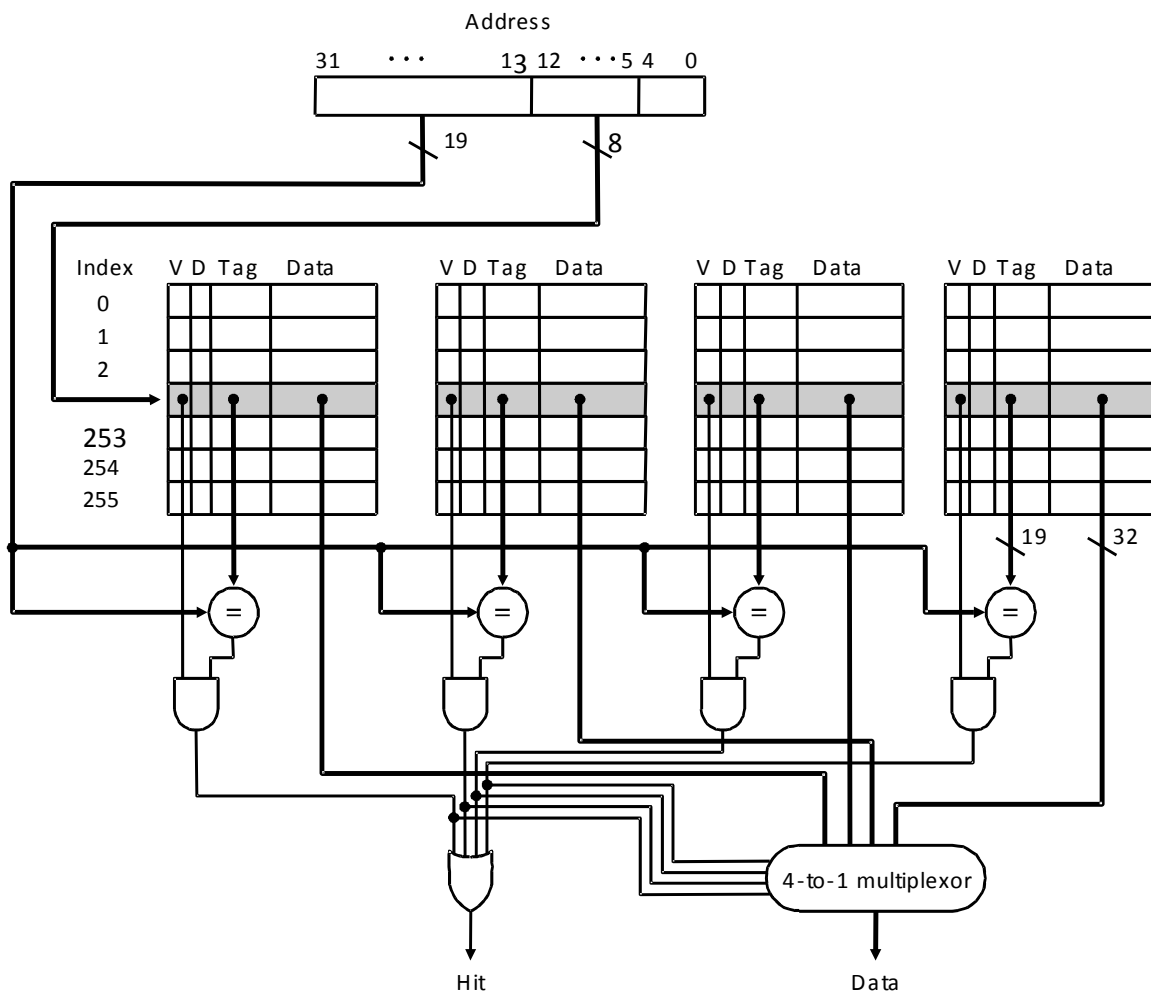 Address
31 ... 13 12 ... 5 4 0
19 8
Index V D Tag Data V D Tag Data V D Tag Data V D Tag Data
0
1
2
253
254
255
19 32
= = = =
4-to-1 multiplexor
Hit Data